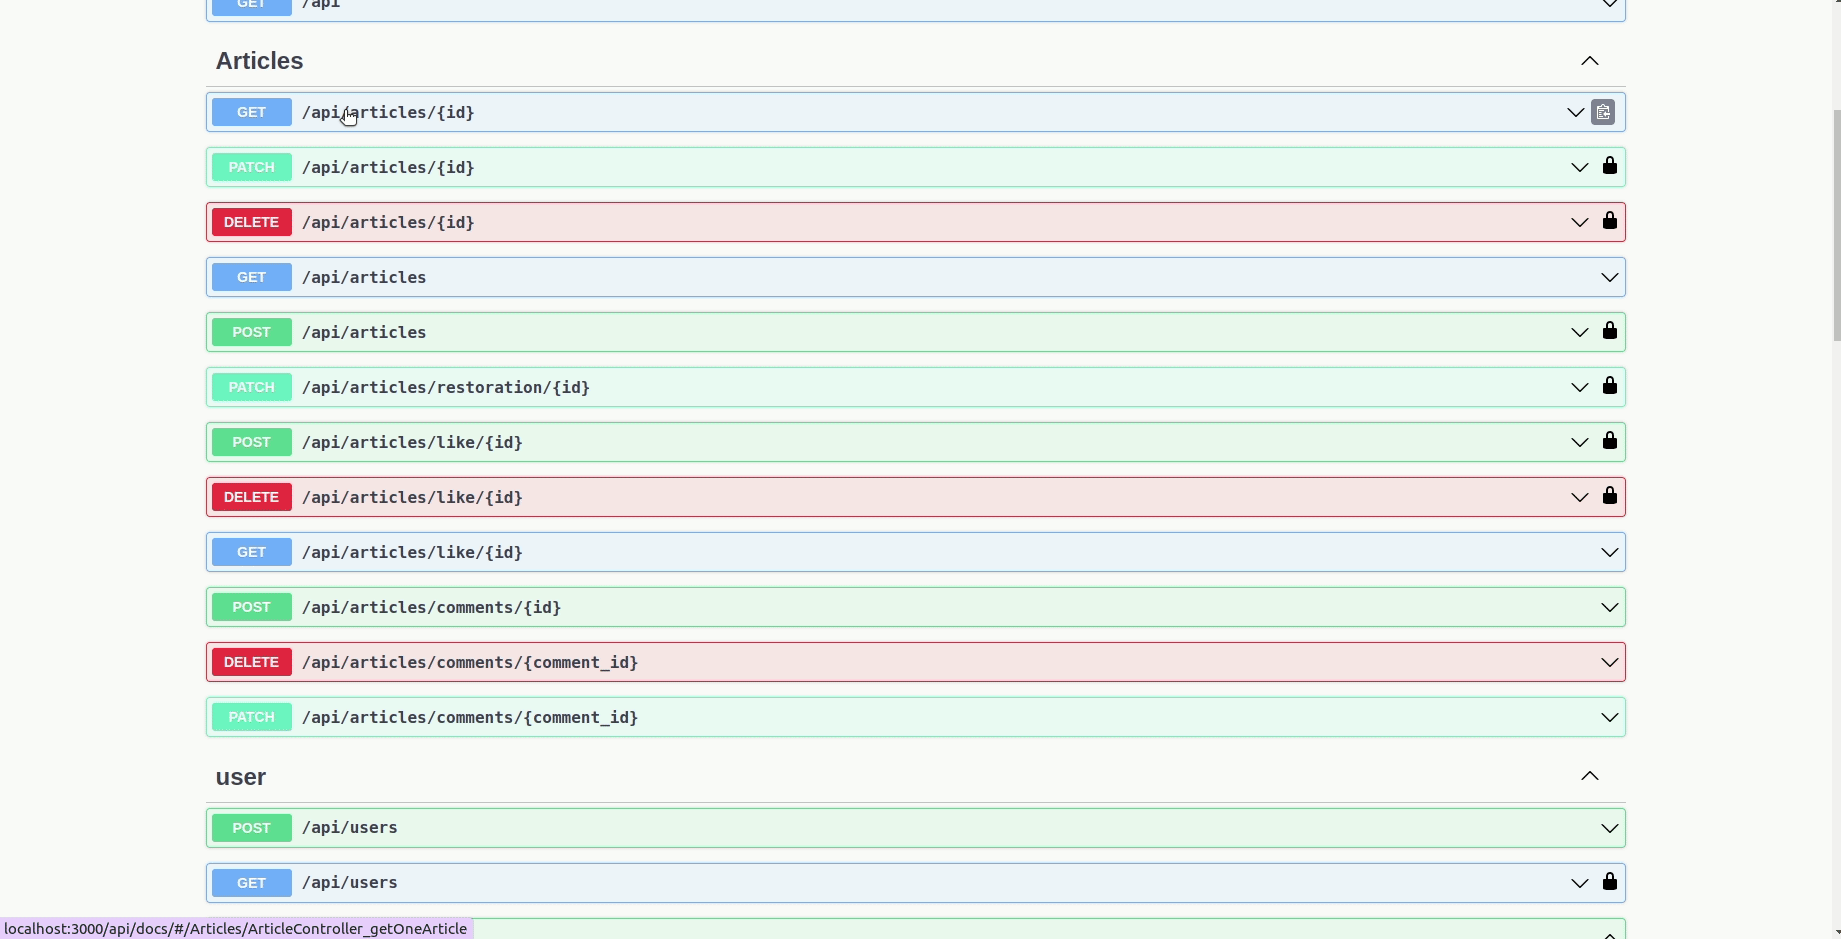 GET /api
Articles
GET /api/articles/{id}
PATCH /api/articles/{id}
DELETE /api/articles/{id}
GET /api/articles
POST /api/articles
PATCH /api/articles/restoration/{id}
POST /api/articles/like/{id}
DELETE /api/articles/like/{id}
GET /api/articles/like/{id}
POST /api/articles/comments/{id}
DELETE /api/articles/comments/{comment_id}
PATCH /api/articles/comments/{comment_id}
user
POST /api/users
GET /api/users
localhost:3000/api/docs/#/Articles/ArticleController_getOneArticle